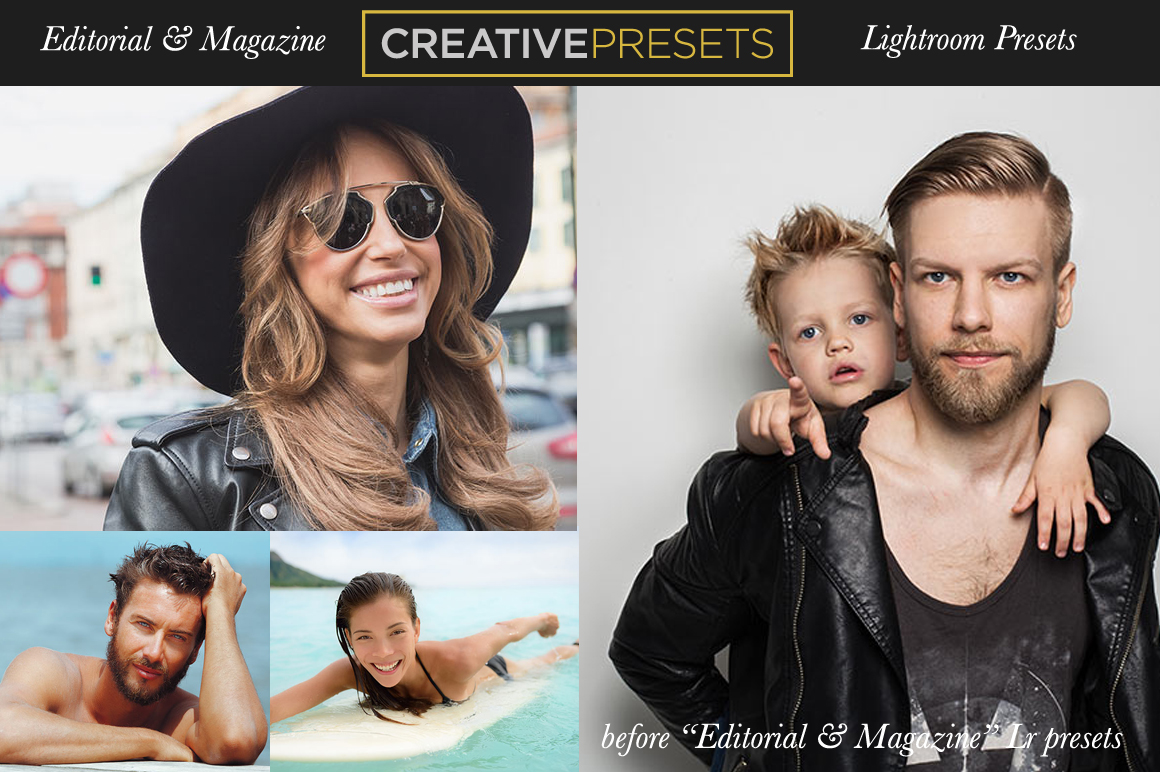 Editorial & Magazine
CREATIVEPRESETS
Lightroom Presets
before “Editorial & Magazine” Lr presets